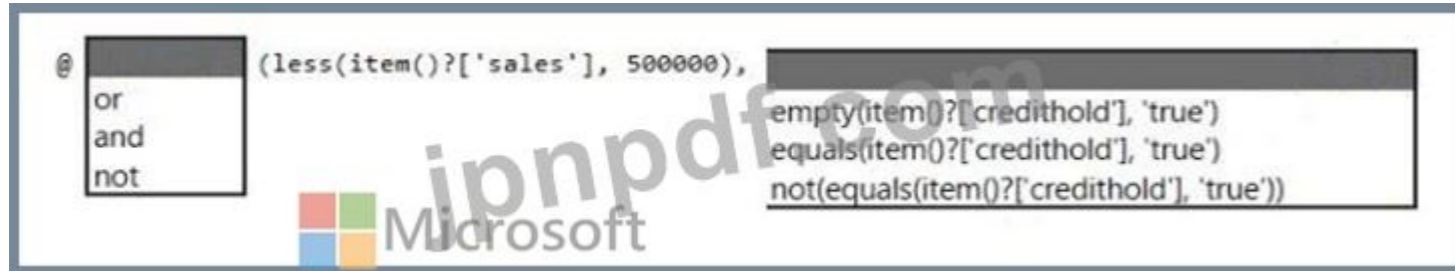 @ (less(item()?['sales'], 500000),
or
and
not
empty(item()?['credithold'], 'true')
equals(item()?['credithold'], 'true')
not(equals(item()?['credithold'], 'true'))
jpnpdf.com
Microsoft